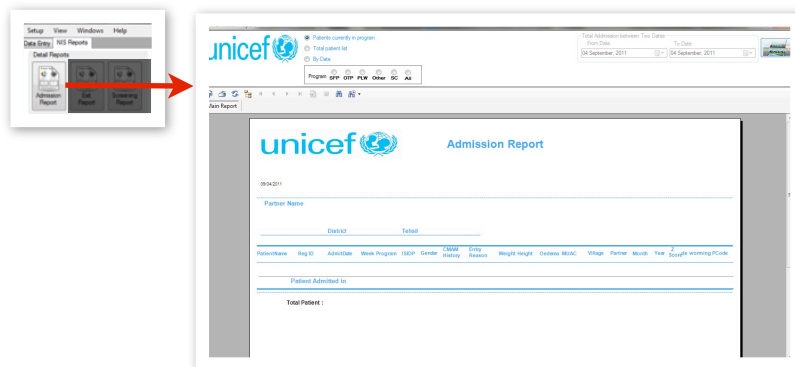 Setup View Windows Help
Data Entry NIS Reports
Detail Reports
Admission Report
Exit Report
Screening Report
unicef
Patients currently in program
Total patient list
By Date
Program SFP OTP PLW Other SC All
Total Addmission between Two Dates
From Date To Date
04 September, 2011 04 September, 2011
Main Report
unicef Admission Report
09/04/2011
Partner Name
District Tehsil
PatientName Reg ID AdmotDate Week Program ISIDP Gender CMAM History Entry Reason Weight Height Oedema MUAC Village Partner Month Year Z Score de worming PCode
Patient Admitted in
Total Patient :